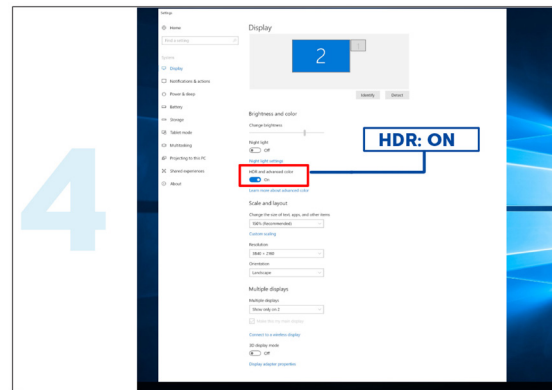 4
Settings
Home
Find a setting
System
Display
Notifications & actions
Power & sleep
Battery
Storage
Tablet mode
Multitasking
Projecting to this PC
Shared experiences
About
Display
2
1
Identify
Detect
Brightness and color
Change brightness
Night light
Off
Night light settings
HDR and advanced color
On
HDR: ON
Learn more about advanced color
Scale and layout
Change the size of text, apps, and other items
100% (Recommended)
Custom scaling
Resolution
3840 × 2160
Orientation
Landscape
Multiple displays
Multiple displays
Show only on 2
Connect to a wireless display
3D display mode
Off
Display adapter properties